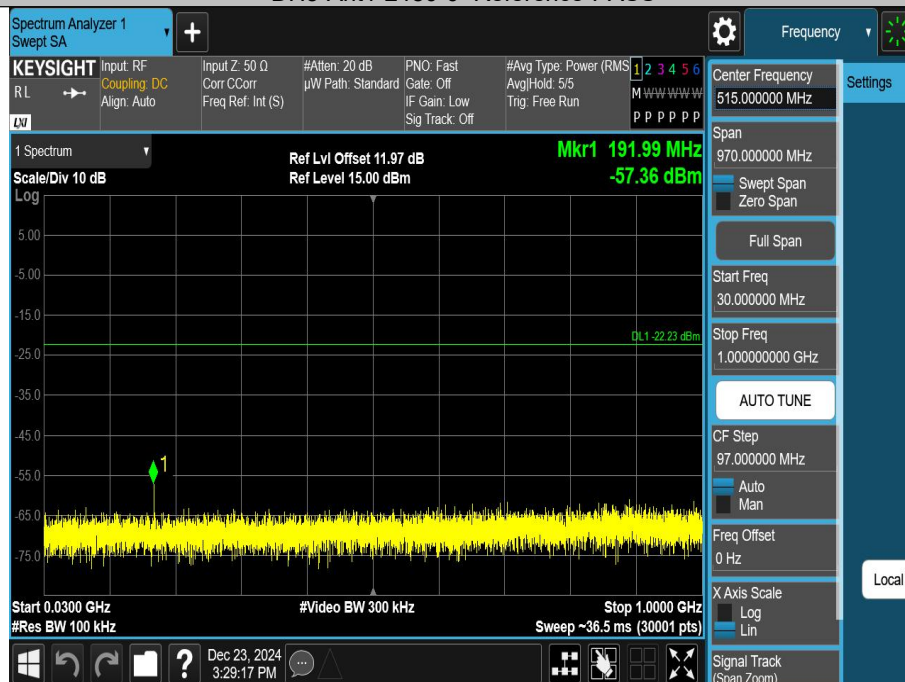 Spectrum Analyzer 1
Swept SA
Frequency
KEYSIGHT
RL
LXI
Input: RF
Coupling: DC
Align: Auto
Input Z: 50 Ω
Corr CCorr
Freq Ref: Int (S)
#Atten: 20 dB
µW Path: Standard
PNO: Fast
Gate: Off
IF Gain: Low
Sig Track: Off
#Avg Type: Power (RMS
Avg|Hold: 5/5
Trig: Free Run
1 2 3 4 5 6
M W W W W W
P P P P P P
1 Spectrum
Scale/Div 10 dB
Log
Ref Lvl Offset 11.97 dB
Ref Level 15.00 dBm
Mkr1 191.99 MHz
-57.36 dBm
5.00
-5.00
-15.0
DL1 -22.23 dBm
-25.0
-35.0
-45.0
1
-55.0
-65.0
-75.0
Start 0.0300 GHz
#Video BW 300 kHz
Stop 1.0000 GHz
#Res BW 100 kHz
Sweep ~36.5 ms (30001 pts)
?
Dec 23, 2024
3:29:17 PM
Center Frequency
515.000000 MHz
Settings
Span
970.000000 MHz
Swept Span
Zero Span
Full Span
Start Freq
30.000000 MHz
Stop Freq
1.000000000 GHz
AUTO TUNE
CF Step
97.000000 MHz
Auto
Man
Freq Offset
0 Hz
Local
X Axis Scale
Log
Lin
Signal Track
(Span Zoom)